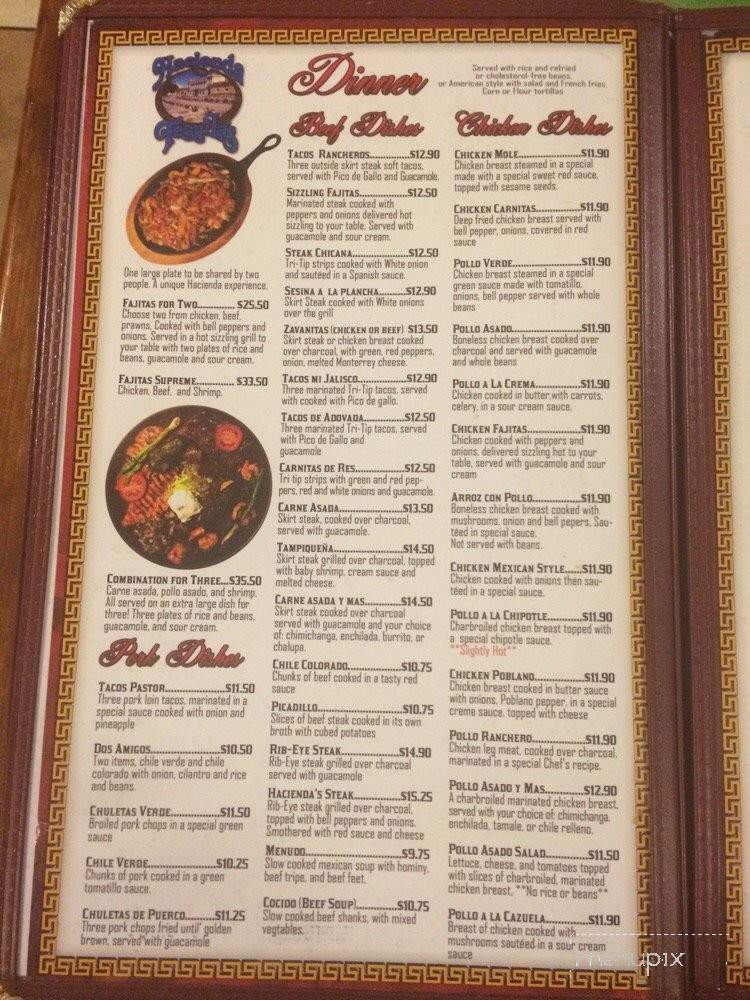 Hacienda
Dinner
Served with rice and refried
or cholesterol-free beans,
or American style with salad and French fries.
Corn or Flour tortillas
One large plate to be shared by two
people. A unique Hacienda experience.
Fajitas for Two............. $25.50
Choose two from chicken, beef,
prawns. Cooked with bell peppers and
onions. Served in a hot sizzling grill to
your table with two plates of rice and
beans, guacamole and sour cream.
Fajitas Supreme............. $33.50
Chicken, Beef, and Shrimp.
Combination for Three...$35.50
Carne asada, pollo asado, and shrimp.
All served on an extra large dish for
three! Three plates of rice and beans,
guacamole, and sour cream.
Pork Dishes
Tacos Pastor......................$11.50
Three pork loin tacos, marinated in a
special sauce cooked with onion and
pineapple
Dos Amigos........................$10.50
Two items, chile verde and chile
colorado with onion, cilantro and rice
and beans.
Chuletas Verde..................$11.50
Broiled pork chops in a special green
sauce
Chile Verde.......................$10.25
Chunks of pork cooked in a green
tomatillo sauce.
Chuletas de Puerco............$11.25
Three pork chops fried until golden
brown, served with guacamole
Beef Dishes
Tacos Rancheros............$12.90
Three outside skirt steak soft tacos,
served with Pico de Gallo and Guacamole.
Sizzling Fajitas..............$12.50
Marinated steak cooked with
peppers and onions delivered hot
sizzling to your table. Served with
guacamole and sour cream.
Steak Chicana................$12.50
Tri-Tip strips cooked with White onion
and sautéed in a Spanish sauce.
Sesina a la plancha........$12.90
Skirt Steak cooked with White onions
over the grill
Zavanitas (chicken or beef) $13.50
Skirt steak or chicken breast cooked
over charcoal, with green, red peppers,
onion, melted Monterrey cheese.
Tacos mi Jalisco..............$12.90
Three marinated Tri-Tip tacos, served
with cooked with Pico de gallo.
Tacos de Adovada............$12.50
Three marinated Tri-Tip tacos, served
with Pico de Gallo and
guacamole
Carnitas de Res................$12.50
Tri tip strips with green and red pep-
pers, red and white onions and guacamole.
Carne Asada......................$13.50
Skirt steak, cooked over charcoal,
served with guacamole.
Tampiqueña......................$14.50
Skirt steak grilled over charcoal, topped
with baby shrimp, cream sauce and
melted cheese.
Carne asada y mas............$14.50
Skirt steak cooked over charcoal
served with guacamole and your choice
of: chimichanga, enchilada, burrito, or
chalupa.
Chile Colorado..................$10.75
Chunks of beef cooked in a tasty red
sauce
Picadillo............................$10.75
Slices of beef steak cooked in its own
broth with cubed potatoes
Rib-Eye Steak....................$14.90
Rib-Eye steak grilled over charcoal
served with guacamole
Hacienda's Steak................$15.25
Rib-Eye steak grilled over charcoal,
topped with bell peppers and onions.
Smothered with red sauce and cheese
Menudo..............................$9.75
Slow cooked mexican soup with hominy,
beef tripe, and beef feet.
Cocido (Beef Soup).............$10.75
Slow cooked beef shanks, with mixed
vegtables.
Chicken Dishes
Chicken Mole....................$11.90
Chicken breast steamed in a special
made with a special sweet red sauce,
topped with sesame seeds.
Chicken Carnitas..............$11.90
Deep fried chicken breast served with
bell pepper, onions, covered in red
sauce
Pollo Verde......................$11.90
Chicken breast steamed in a special
green sauce made with tomatillo,
onions, bell pepper served with whole
beans
Pollo Asado......................$11.90
Boneless chicken breast cooked over
charcoal and served with guacamole
and whole beans
Pollo a La Crema..............$11.90
Chicken cooked in butter, with carrots,
celery, in a sour cream sauce.
Chicken Fajitas................$11.90
Chicken cooked with peppers and
onions, delivered sizzling hot to your
table, served with guacamole and sour
cream
Arroz con Pollo................$11.90
Boneless chicken breast cooked with
mushrooms, onion and bell pepers. Sau-
téed in special sauce.
Not served with beans.
Chicken Mexican Style......$11.90
Chicken cooked with onions then sau-
téed in a special sauce.
Pollo a la Chipotle............$11.90
Charbroiled chicken breast topped with
a special chipotle sauce.
**Slightly Hot**
Chicken Poblano................$11.90
Chicken breast cooked in butter sauce
with onions, Poblano pepper, in a special
creme sauce, topped with cheese
Pollo Ranchero..................$11.90
Chicken leg meat, cooked over charcoal,
marinated in a special Chef's recipe.
Pollo Asado y Mas..............$12.90
A charbroiled marinated chicken breast,
served with your choice of: chimichanga,
enchilada, tamale, or chile relleno.
Pollo Asado Salad..............$11.50
Lettuce, cheese, and tomatoes topped
with slices of charbroiled, marinated
chicken breast, **No rice or beans**
Pollo a la Cazuela..............$11.90
Breast of chicken cooked with
mushrooms sautéed in a sour cream
sauce
menupix